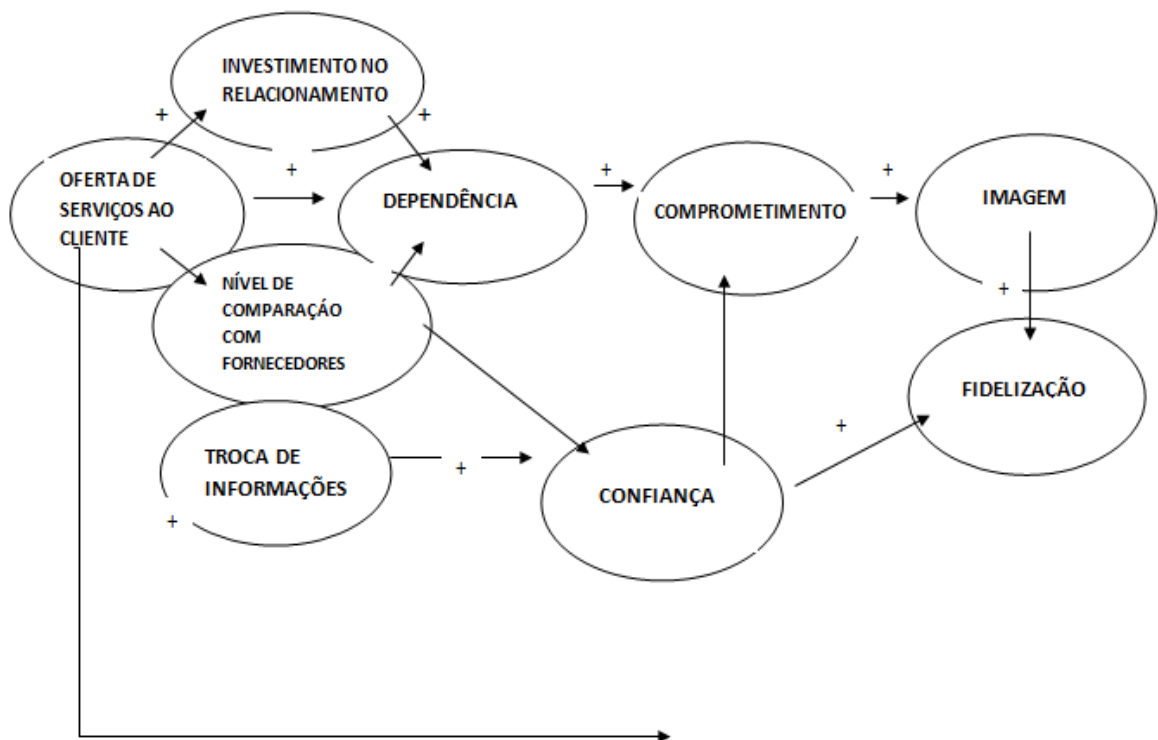 INVESTIMENTO NO
RELACIONAMENTO
+
+
OFERTA DE
SERVIÇOS AO
CLIENTE
+
DEPENDÊNCIA
+
COMPROMETIMENTO
+
IMAGEM
NÍVEL DE
COMPARAÇÃO
COM
FORNECEDORES
+
FIDELIZAÇÃO
TROCA DE
INFORMAÇÕES
+
+
CONFIANÇA
+